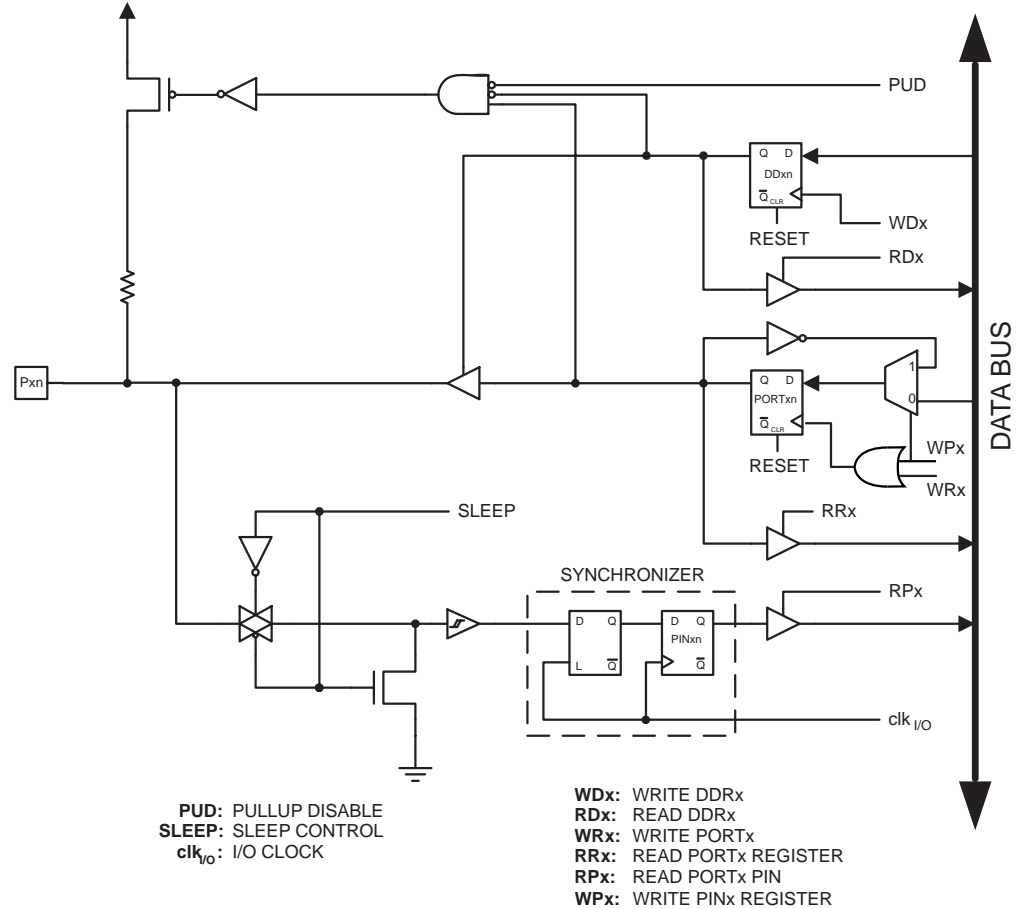 PUD
Q D
DDxn
Q CLR
WDx
RESET
RDx
Pxn
1
Q D
PORTxn
0
Q CLR
WPx
RESET
WRx
DATA BUS
SLEEP
RRx
SYNCHRONIZER
RPx
D Q D Q
PINxn
L Q Q
clk I/O
PUD: PULLUP DISABLE
SLEEP: SLEEP CONTROL
clkI/O: I/O CLOCK
WDx: WRITE DDRx
RDx: READ DDRx
WRx: WRITE PORTx
RRx: READ PORTx REGISTER
RPx: READ PORTx PIN
WPx: WRITE PINx REGISTER